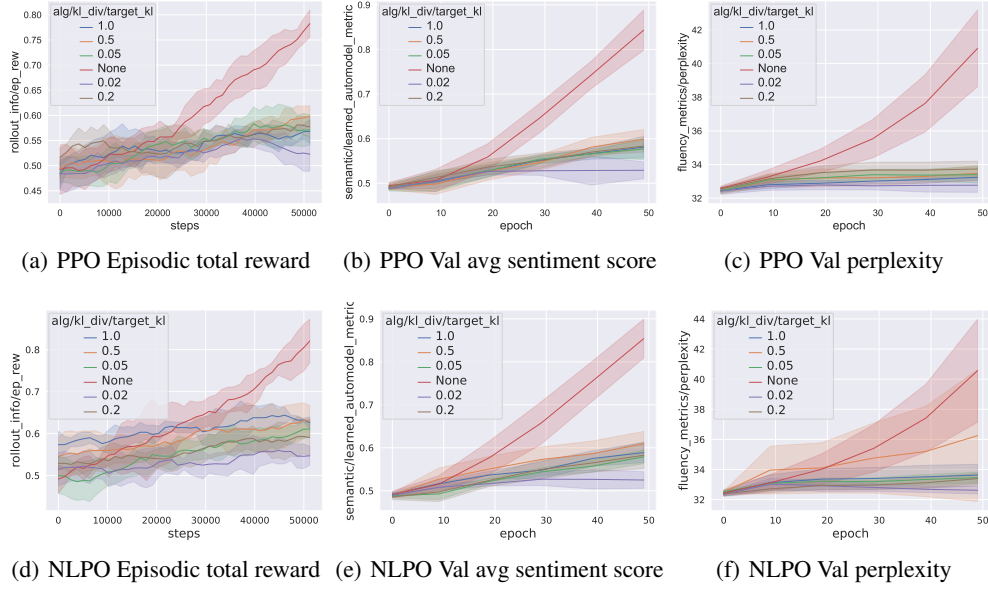 alg/kl_div/target_kl
1.0
0.5
0.05
None
0.02
0.2
rollout_info/ep_rew
0.80
0.75
0.70
0.65
0.60
0.55
0.50
0.45
0 10000 20000 30000 40000 50000
steps
(a) PPO Episodic total reward
alg/kl_div/target_kl
1.0
0.5
0.05
None
0.02
0.2
semantic/learned_automodel_metric
0.9
0.8
0.7
0.6
0.5
0 10 20 30 40 50
epoch
(b) PPO Val avg sentiment score
alg/kl_div/target_kl
1.0
0.5
0.05
None
0.02
0.2
fluency_metrics/perplexity
42
40
38
36
34
32
0 10 20 30 40 50
epoch
(c) PPO Val perplexity
alg/kl_div/target_kl
1.0
0.5
0.05
None
0.02
0.2
rollout_info/ep_rew
0.8
0.7
0.6
0.5
0 10000 20000 30000 40000 50000
steps
(d) NLPO Episodic total reward
alg/kl_div/target_kl
1.0
0.5
0.05
None
0.02
0.2
semantic/learned_automodel_metric
0.9
0.8
0.7
0.6
0.5
0 10 20 30 40 50
epoch
(e) NLPO Val avg sentiment score
alg/kl_div/target_kl
1.0
0.5
0.05
None
0.02
0.2
fluency_metrics/perplexity
44
42
40
38
36
34
32
0 10 20 30 40 50
epoch
(f) NLPO Val perplexity